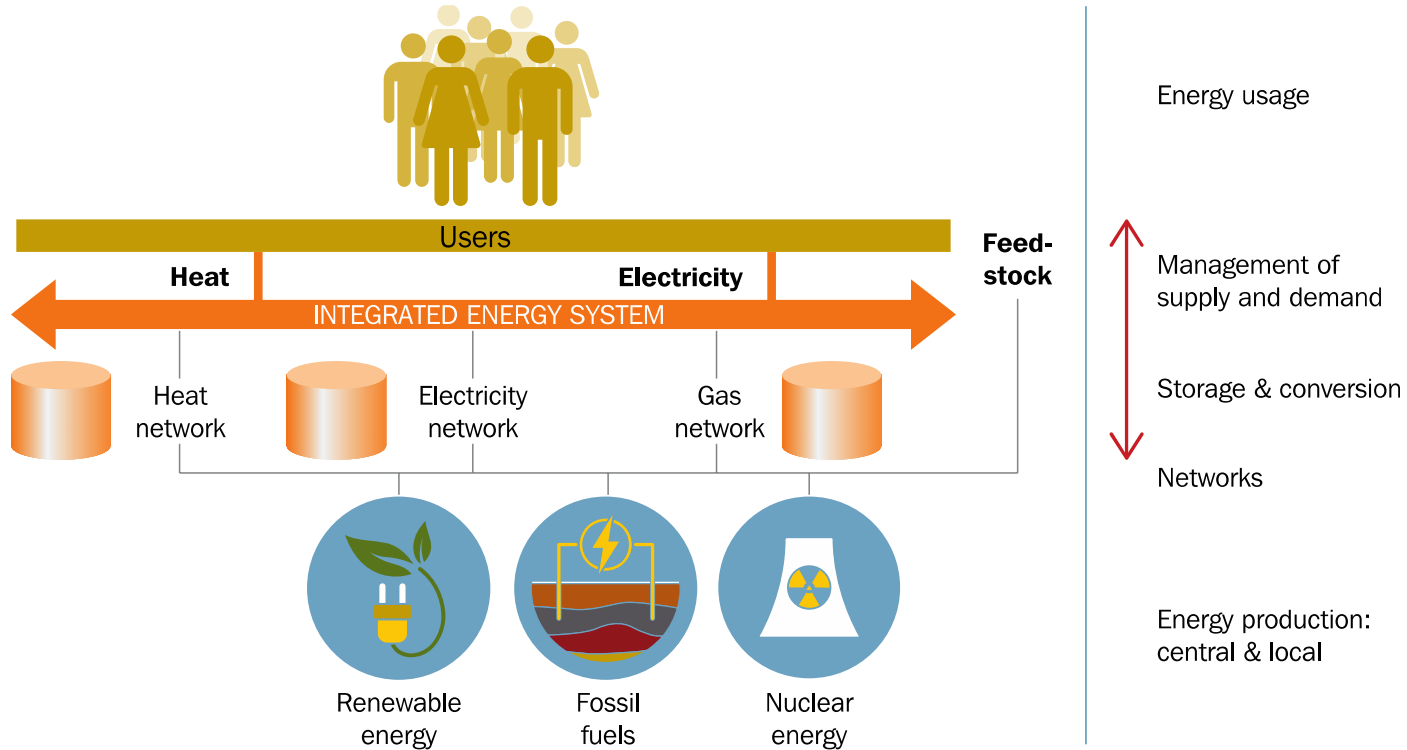 Energy usage
Users
Feed-
stock
Heat
Electricity
Management of
supply and demand
INTEGRATED ENERGY SYSTEM
Heat
network
Electricity
network
Gas
network
Storage & conversion
Networks
Energy production:
central & local
Renewable
energy
Fossil
fuels
Nuclear
energy